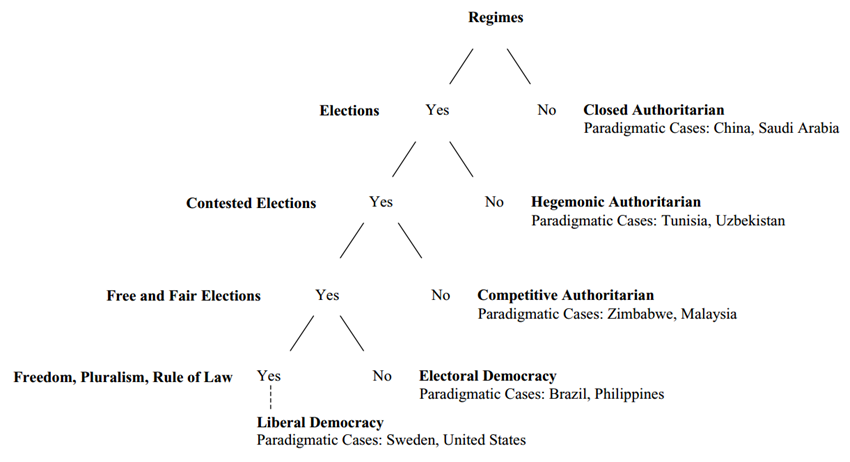 Regimes
Elections Yes No Closed Authoritarian
Paradigmatic Cases: China, Saudi Arabia
Contested Elections Yes No Hegemonic Authoritarian
Paradigmatic Cases: Tunisia, Uzbekistan
Free and Fair Elections Yes No Competitive Authoritarian
Paradigmatic Cases: Zimbabwe, Malaysia
Freedom, Pluralism, Rule of Law Yes No Electoral Democracy
Paradigmatic Cases: Brazil, Philippines
Liberal Democracy
Paradigmatic Cases: Sweden, United States